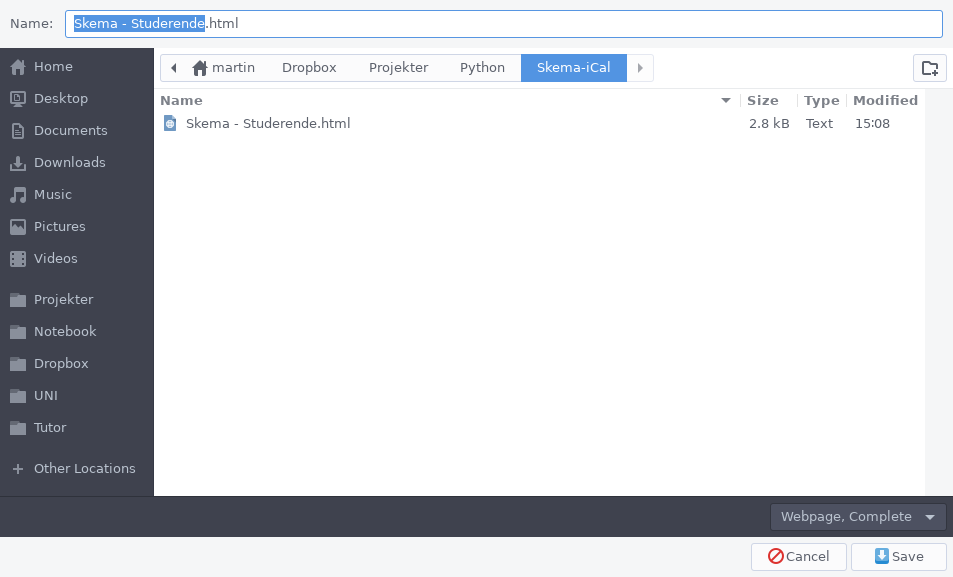 Name: Skema - Studerende.html
Home
Desktop
Documents
Downloads
Music
Pictures
Videos
Projekter
Notebook
Dropbox
UNI
Tutor
Other Locations
martin Dropbox Projekter Python Skema-iCal
Name Size Type Modified
Skema - Studerende.html 2.8 kB Text 15:08
Webpage, Complete
Cancel Save